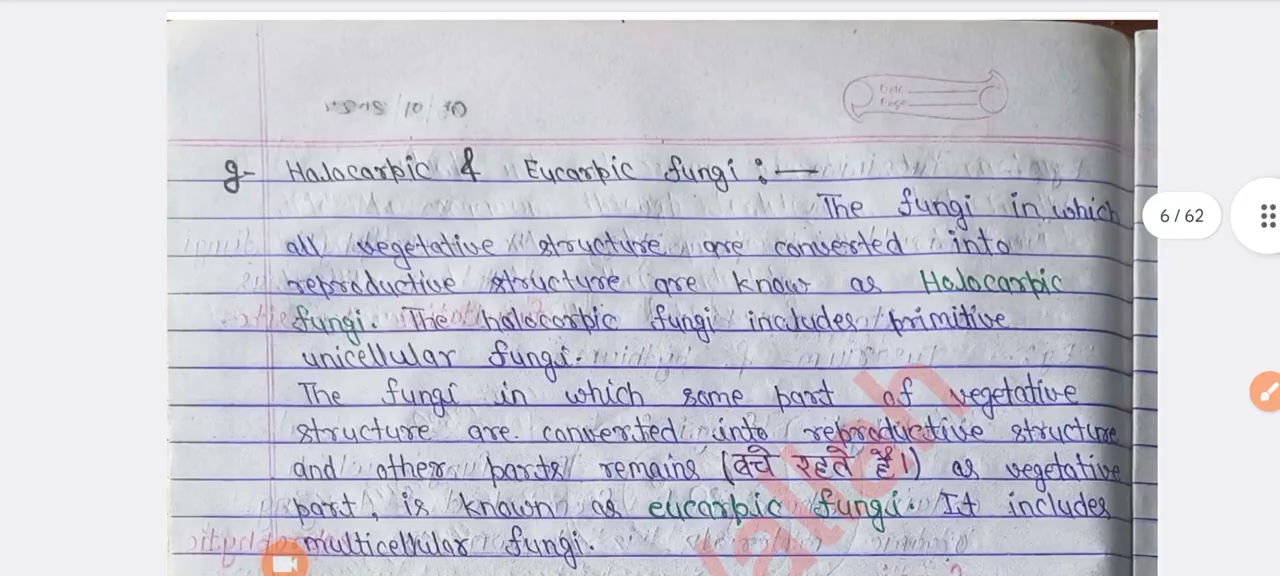 Date
Page
g- Holocarpic & Eucarpic fungi :—
The fungi in which
all vegetative structure are converted into
reproductive structure are know as Holocarpic
fungi. The holocarpic fungi includes primitive
unicellular fungi.
The fungi in which some part of vegetative
structure are converted into reproductive structure
and other parts remains (बचे रहते हैं।) as vegetative
part, is known as eucarpic fungi. It includes
multicellular fungi.
6 / 62